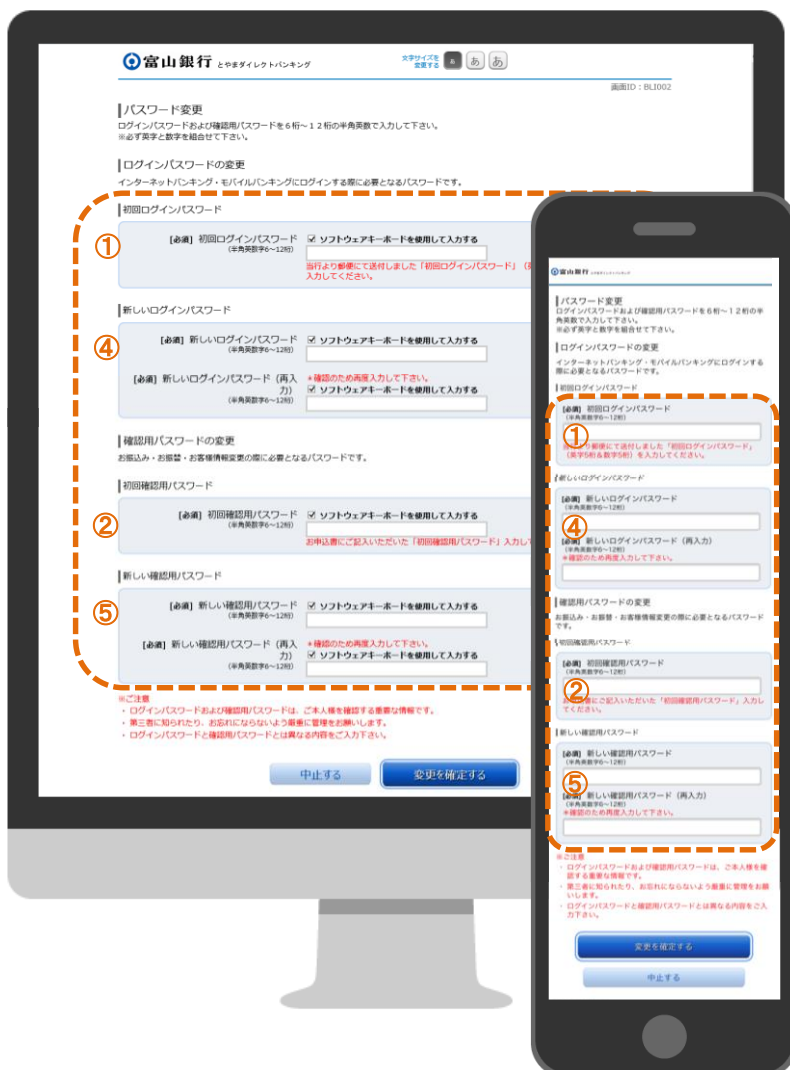 富山銀行 とやまダイレクトバンキング
文字サイズを
変更する
あ あ あ
画面ID：BLI002
パスワード変更
ログインパスワードおよび確認用パスワードを6桁～12桁の半角英数で入力して下さい。
※必ず英字と数字を組合せて下さい。
ログインパスワードの変更
インターネットバンキング・モバイルバンキングにログインする際に必要となるパスワードです。
初回ログインパスワード
①
[必須] 初回ログインパスワード
(半角英数字6～12桁)
ソフトウェアキーボードを使用して入力する
当行より郵便にて送付しました「初回ログインパスワード」（英
入力してください。
新しいログインパスワード
④
[必須] 新しいログインパスワード
(半角英数字6～12桁)
ソフトウェアキーボードを使用して入力する
[必須] 新しいログインパスワード（再入
力）
(半角英数字6～12桁)
＊確認のため再度入力して下さい。
ソフトウェアキーボードを使用して入力する
確認用パスワードの変更
お振込み・お振替・お客様情報変更の際に必要となるパスワードです。
初回確認用パスワード
②
[必須] 初回確認用パスワード
(半角英数字6～12桁)
ソフトウェアキーボードを使用して入力する
お申込書にご記入いただいた「初回確認用パスワード」入力して
新しい確認用パスワード
⑤
[必須] 新しい確認用パスワード
(半角英数字6～12桁)
ソフトウェアキーボードを使用して入力する
[必須] 新しい確認用パスワード（再入
力）
(半角英数字6～12桁)
＊確認のため再度入力して下さい。
ソフトウェアキーボードを使用して入力する
※ご注意
・ ログインパスワードおよび確認用パスワードは、ご本人様を確認する重要な情報です。
・ 第三者に知られたり、お忘れにならないよう厳重に管理をお願いします。
・ ログインパスワードと確認用パスワードとは異なる内容をご入力下さい。
中止する
変更を確定する
富山銀行
パスワード変更
ログインパスワードおよび確認用パスワードを6桁～12桁の半
角英数で入力して下さい。
※必ず英字と数字を組合せて下さい。
ログインパスワードの変更
インターネットバンキング・モバイルバンキングにログインする
際に必要となるパスワードです。
初回ログインパスワード
[必須] 初回ログインパスワード
(半角英数字6～12桁)
①
より郵便にて送付しました「初回ログインパスワード」
（英字5桁＆数字5桁）を入力してください。
新しいログインパスワード
[必須] 新しいログインパスワード
(半角英数字6～12桁)
④
新しいログインパスワード（再入力）
(半角英数字6～12桁)
＊確認のため再度入力して下さい。
確認用パスワードの変更
お振込み・お振替・お客様情報変更の際に必要となるパスワード
です。
初回確認用パスワード
[必須] 初回確認用パスワード
(半角英数字6～12桁)
②
書にご記入いただいた「初回確認用パスワード」入力し
てください。
新しい確認用パスワード
[必須] 新しい確認用パスワード
(半角英数字6～12桁)
⑤
新しい確認用パスワード（再入力）
(半角英数字6～12桁)
＊確認のため再度入力して下さい。
※ご注意
・ ログインパスワードおよび確認用パスワードは、ご本人様を確
認する重要な情報です。
・ 第三者に知られたり、お忘れにならないよう厳重に管理をお願
いします。
・ ログインパスワードと確認用パスワードとは異なる内容をご入
力下さい。
変更を確定する
中止する